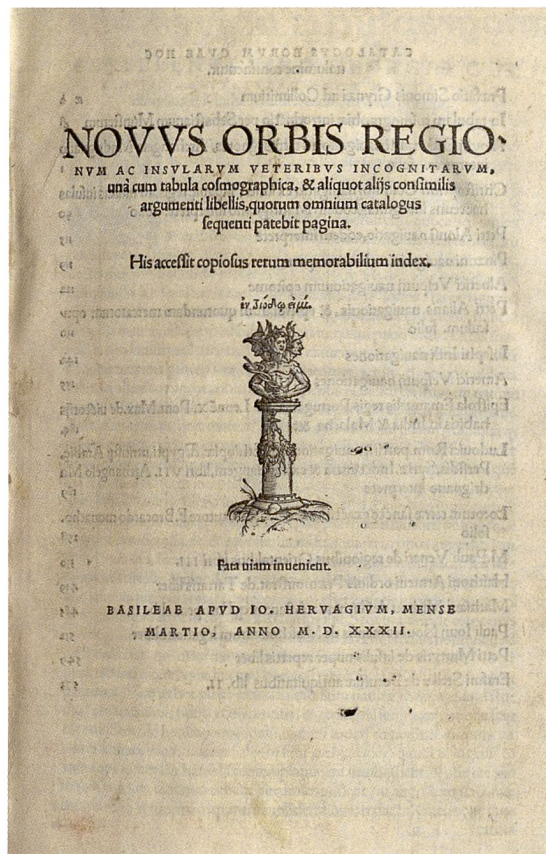 NOVVS ORBIS REGIO-
NVM AC INSVLARVM VETERIBVS INCOGNITARVM,
unà cum tabula cosmographica, & aliquot alijs consimilis
argumenti libellis, quorum omnium catalogus
sequenti patebit pagina.
His accessit copiosus rerum memorabilium index.
Fata uiam inuenient.
BASILEAE APVD IO. HERVAGIVM, MENSE
MARTIO, ANNO M. D. XXXII.